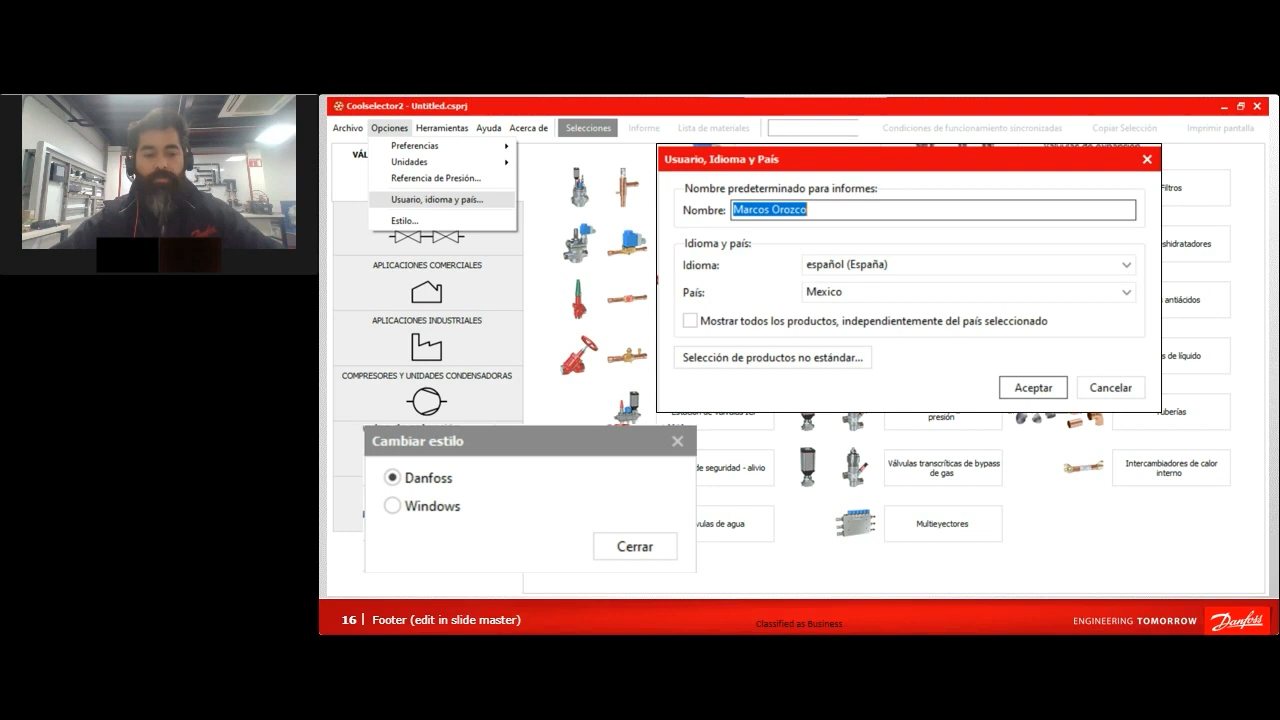 Coolselector2 - Untitled.csprj
Archivo Opciones Herramientas Ayuda Acerca de Selecciones Informe Lista de materiales Condiciones de funcionamiento sincronizadas Copiar Selección Imprimir pantalla
VÁL
Preferencias
Unidades
Referencia de Presión...
Usuario, idioma y país...
Estilo...
APLICACIONES COMERCIALES
APLICACIONES INDUSTRIALES
COMPRESORES Y UNIDADES CONDENSADORAS
Usuario, Idioma y País
Nombre predeterminado para informes:
Nombre: Marcos Orozco
Idioma y país:
Idioma: español (España)
País: Mexico
Mostrar todos los productos, independientemente del país seleccionado
Selección de productos no estándar...
Aceptar Cancelar
Filtros
shidratadores
antiácidos
s de líquido
uberías
presión
de seguridad - alivio
Válvulas transcríticas de bypass
de gas
Intercambiadores de calor
interno
vulas de agua
Multieyectores
Cambiar estilo
Danfoss
Windows
Cerrar
16 | Footer (edit in slide master)
Classified as Business
ENGINEERING TOMORROW
Danfoss